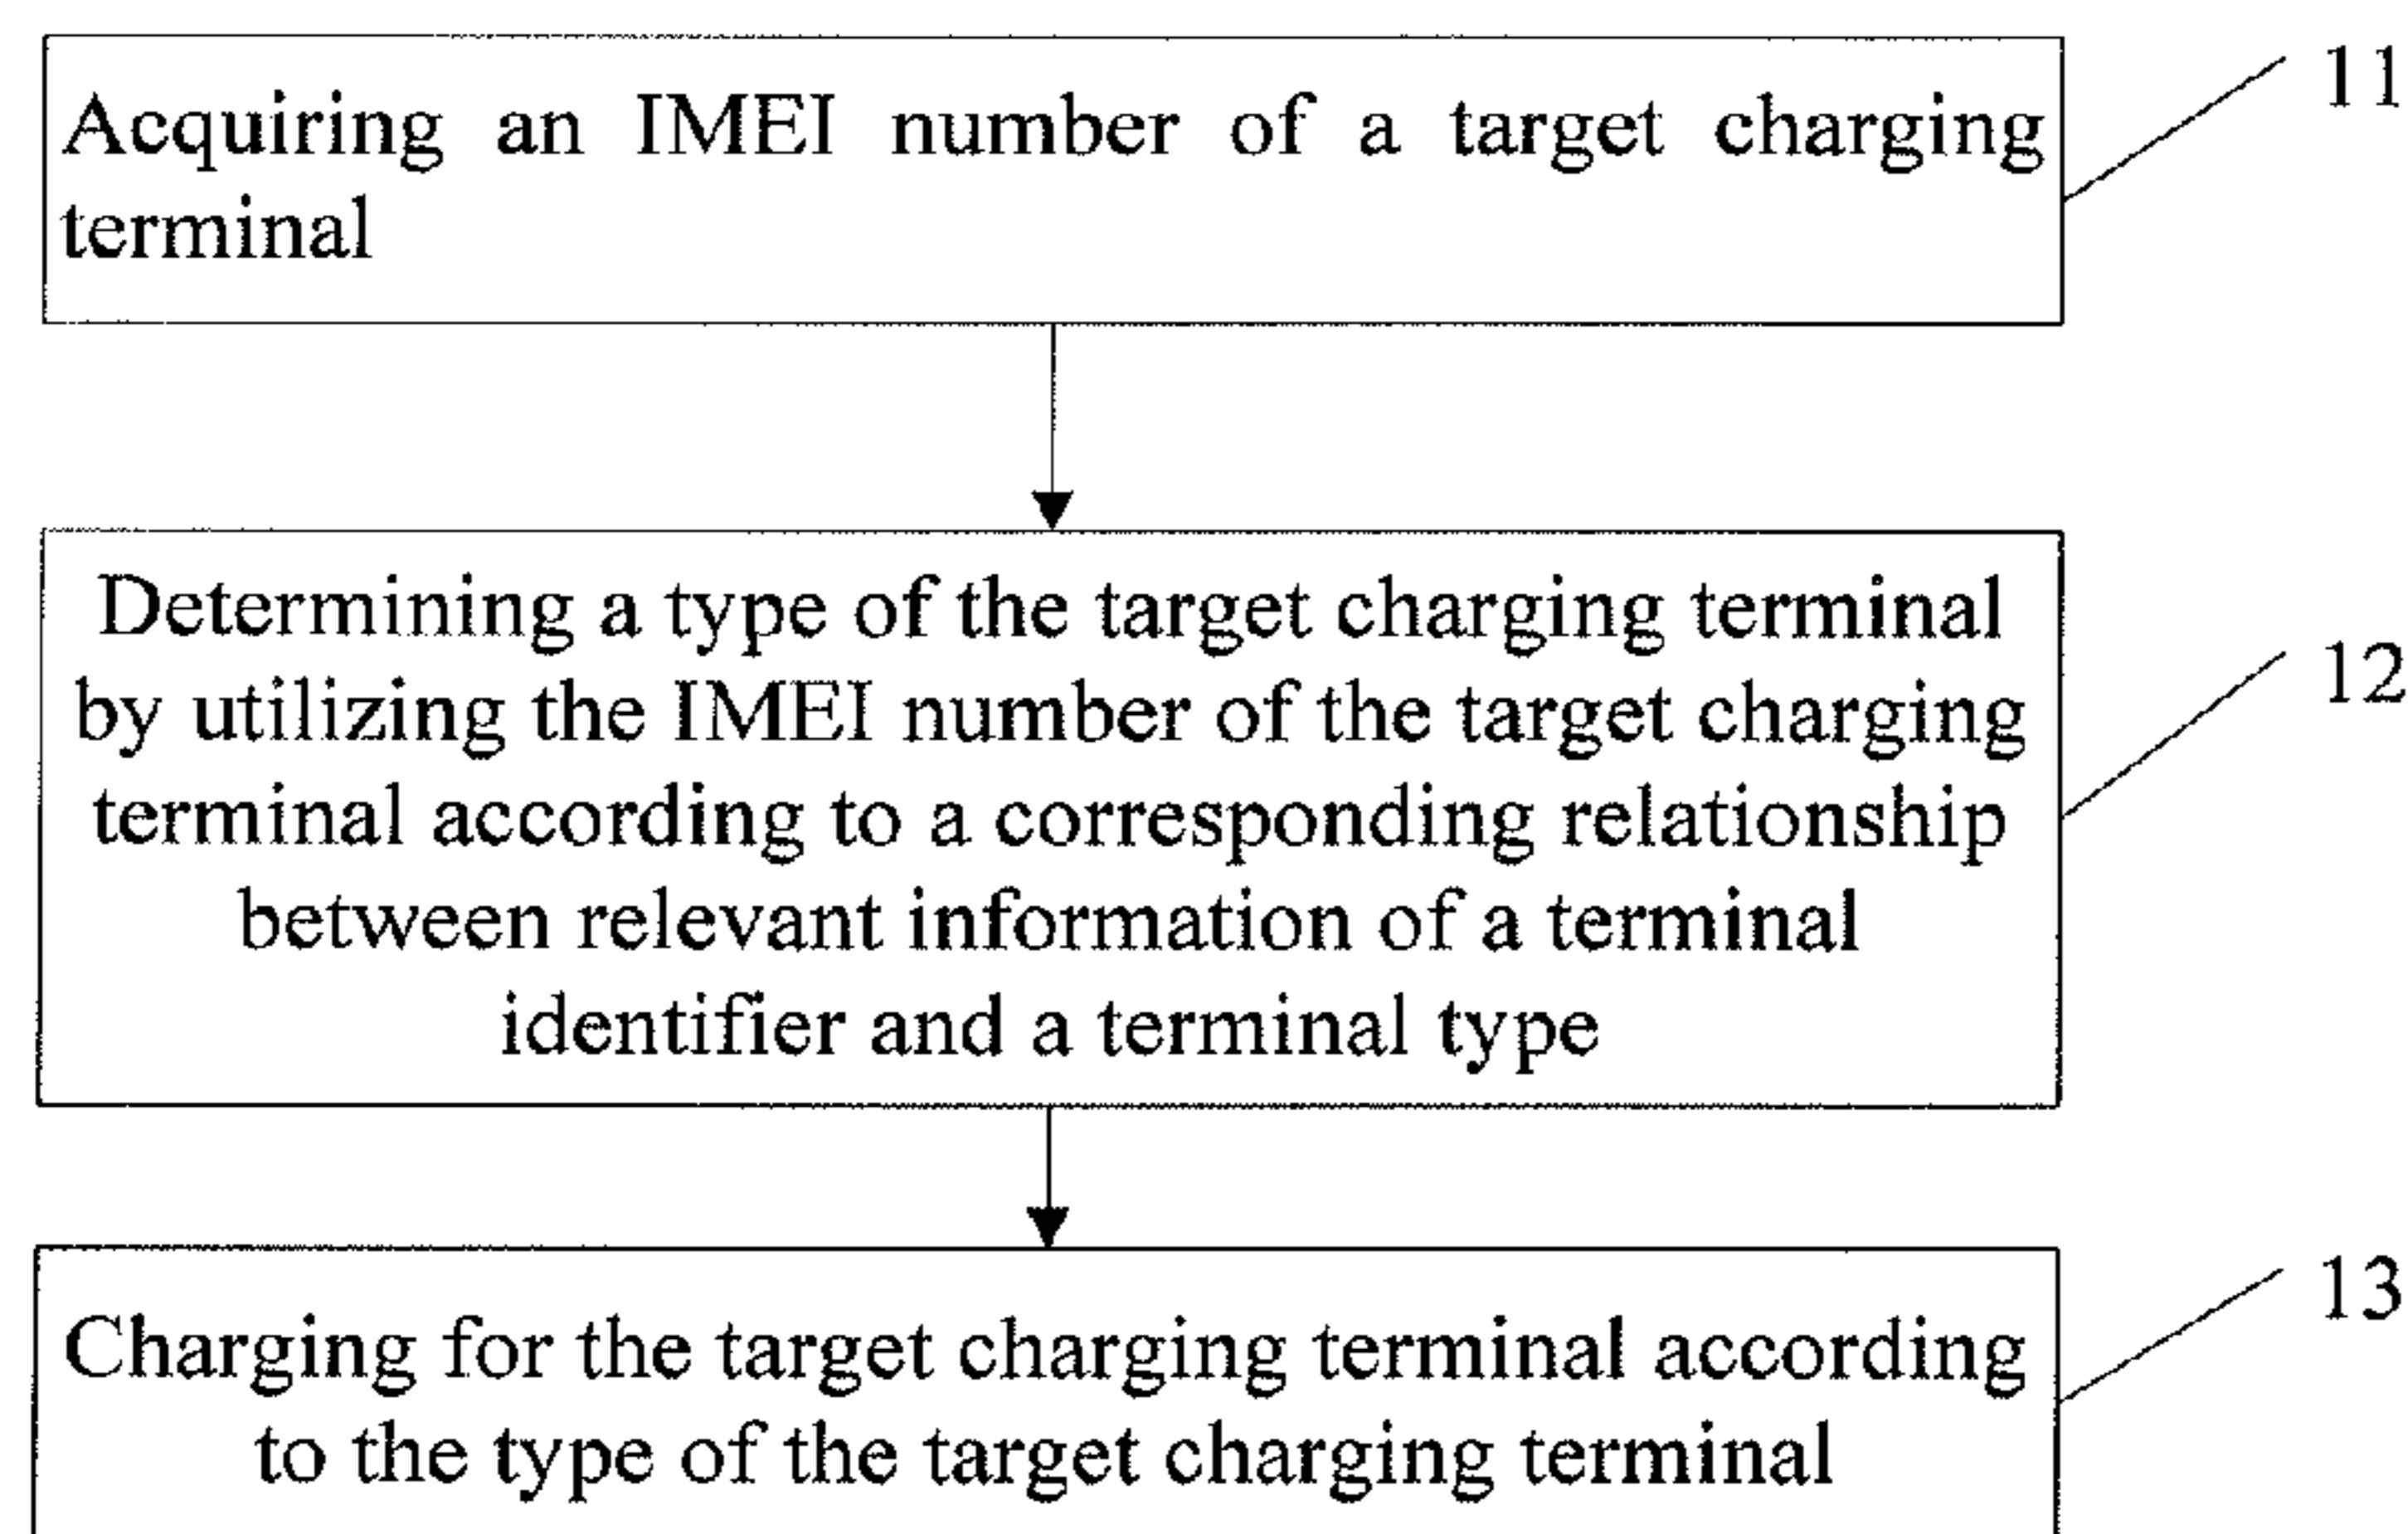 Acquiring an IMEI number of a target charging
terminal
11
Determining a type of the target charging terminal
by utilizing the IMEI number of the target charging
terminal according to a corresponding relationship
between relevant information of a terminal
identifier and a terminal type
12
Charging for the target charging terminal according
to the type of the target charging terminal
13